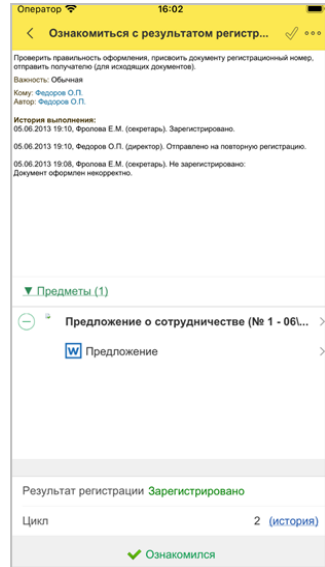 Оператор 16:02
Ознакомиться с результатом регистр...
Проверить правильность оформления, присвоить документу регистрационный номер,
отправить получателю (для исходящих документов).
Важность: Обычная
Кому: Федоров О.П.
Автор: Федоров О.П.
История выполнения:
05.06.2013 19:10, Фролова Е.М. (секретарь). Зарегистрировано.
05.06.2013 19:10, Федоров О.П. (директор). Отправлено на повторную регистрацию.
05.06.2013 19:08, Фролова Е.М. (секретарь). Не зарегистрировано:
Документ оформлен некорректно.
▼ Предметы (1)
Предложение о сотрудничестве (№ 1 - 06\...
W Предложение
Результат регистрации Зарегистрировано
Цикл 2 (история)
Ознакомился